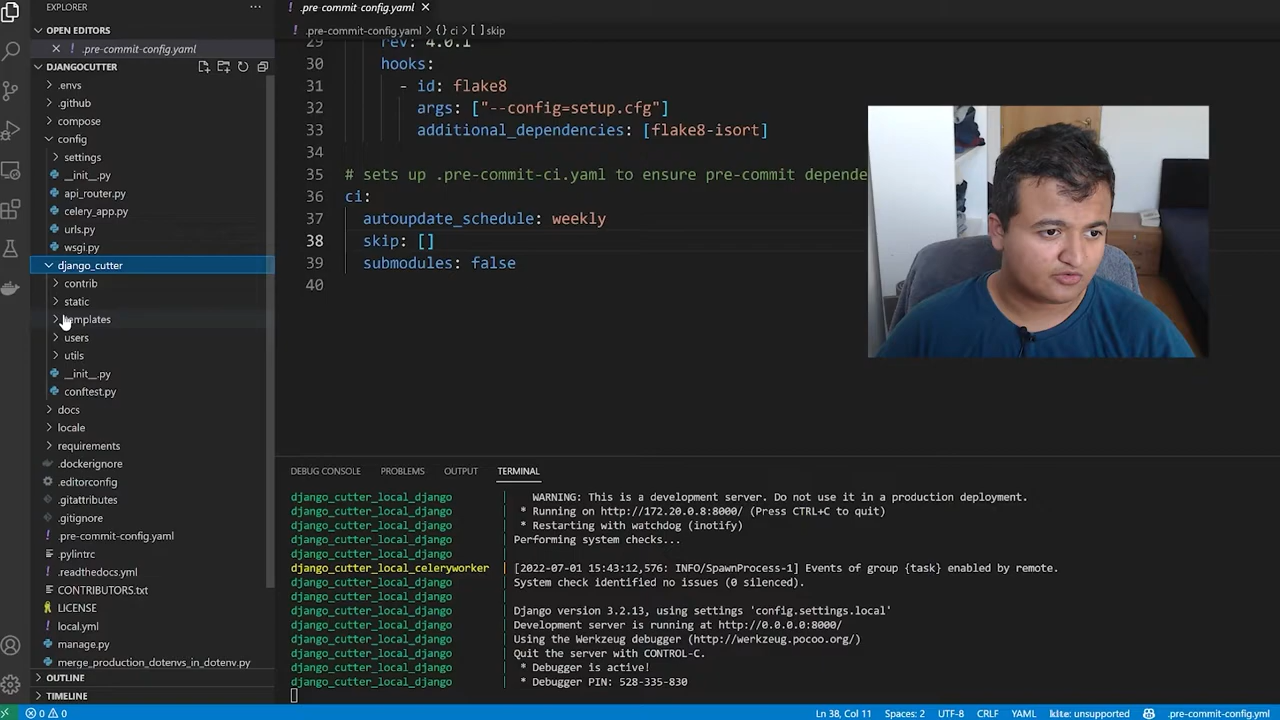 EXPLORER
OPEN EDITORS
.pre-commit-config.yaml
DJANGOCUTTER
.envs
.github
compose
config
settings
__init__.py
api_router.py
celery_app.py
urls.py
wsgi.py
django_cutter
contrib
static
templates
users
utils
__init__.py
conftest.py
docs
locale
requirements
.dockerignore
.editorconfig
.gitattributes
.gitignore
.pre-commit-config.yaml
.pylintrc
.readthedocs.yml
CONTRIBUTORS.txt
LICENSE
local.yml
manage.py
merge_production_dotenvs_in_dotenv.py
OUTLINE
TIMELINE
.pre-commit-config.yaml
.pre-commit-config.yaml > {} ci > [ ] skip
29 rev: 4.0.1
30 hooks:
31 - id: flake8
32 args: ["--config=setup.cfg"]
33 additional_dependencies: [flake8-isort]
34
35 # sets up .pre-commit-ci.yaml to ensure pre-commit depende
36 ci:
37 autoupdate_schedule: weekly
38 skip: []
39 submodules: false
40
DEBUG CONSOLE PROBLEMS OUTPUT TERMINAL
django_cutter_local_django | WARNING: This is a development server. Do not use it in a production deployment.
django_cutter_local_django | * Running on http://172.20.0.8:8000/ (Press CTRL+C to quit)
django_cutter_local_django | * Restarting with watchdog (inotify)
django_cutter_local_django | Performing system checks...
django_cutter_local_django |
django_cutter_local_celeryworker | [2022-07-01 15:43:12,576: INFO/SpawnProcess-1] Events of group {task} enabled by remote.
django_cutter_local_django | System check identified no issues (0 silenced).
django_cutter_local_django |
django_cutter_local_django | Django version 3.2.13, using settings 'config.settings.local'
django_cutter_local_django | Development server is running at http://0.0.0.0:8000/
django_cutter_local_django | Using the Werkzeug debugger (http://werkzeug.pocoo.org/)
django_cutter_local_django | Quit the server with CONTROL-C.
django_cutter_local_django | * Debugger is active!
django_cutter_local_django | * Debugger PIN: 528-335-830
0 0 Ln 38, Col 11 Spaces: 2 UTF-8 CRLF YAML kite: unsupported .pre-commit-config.yml